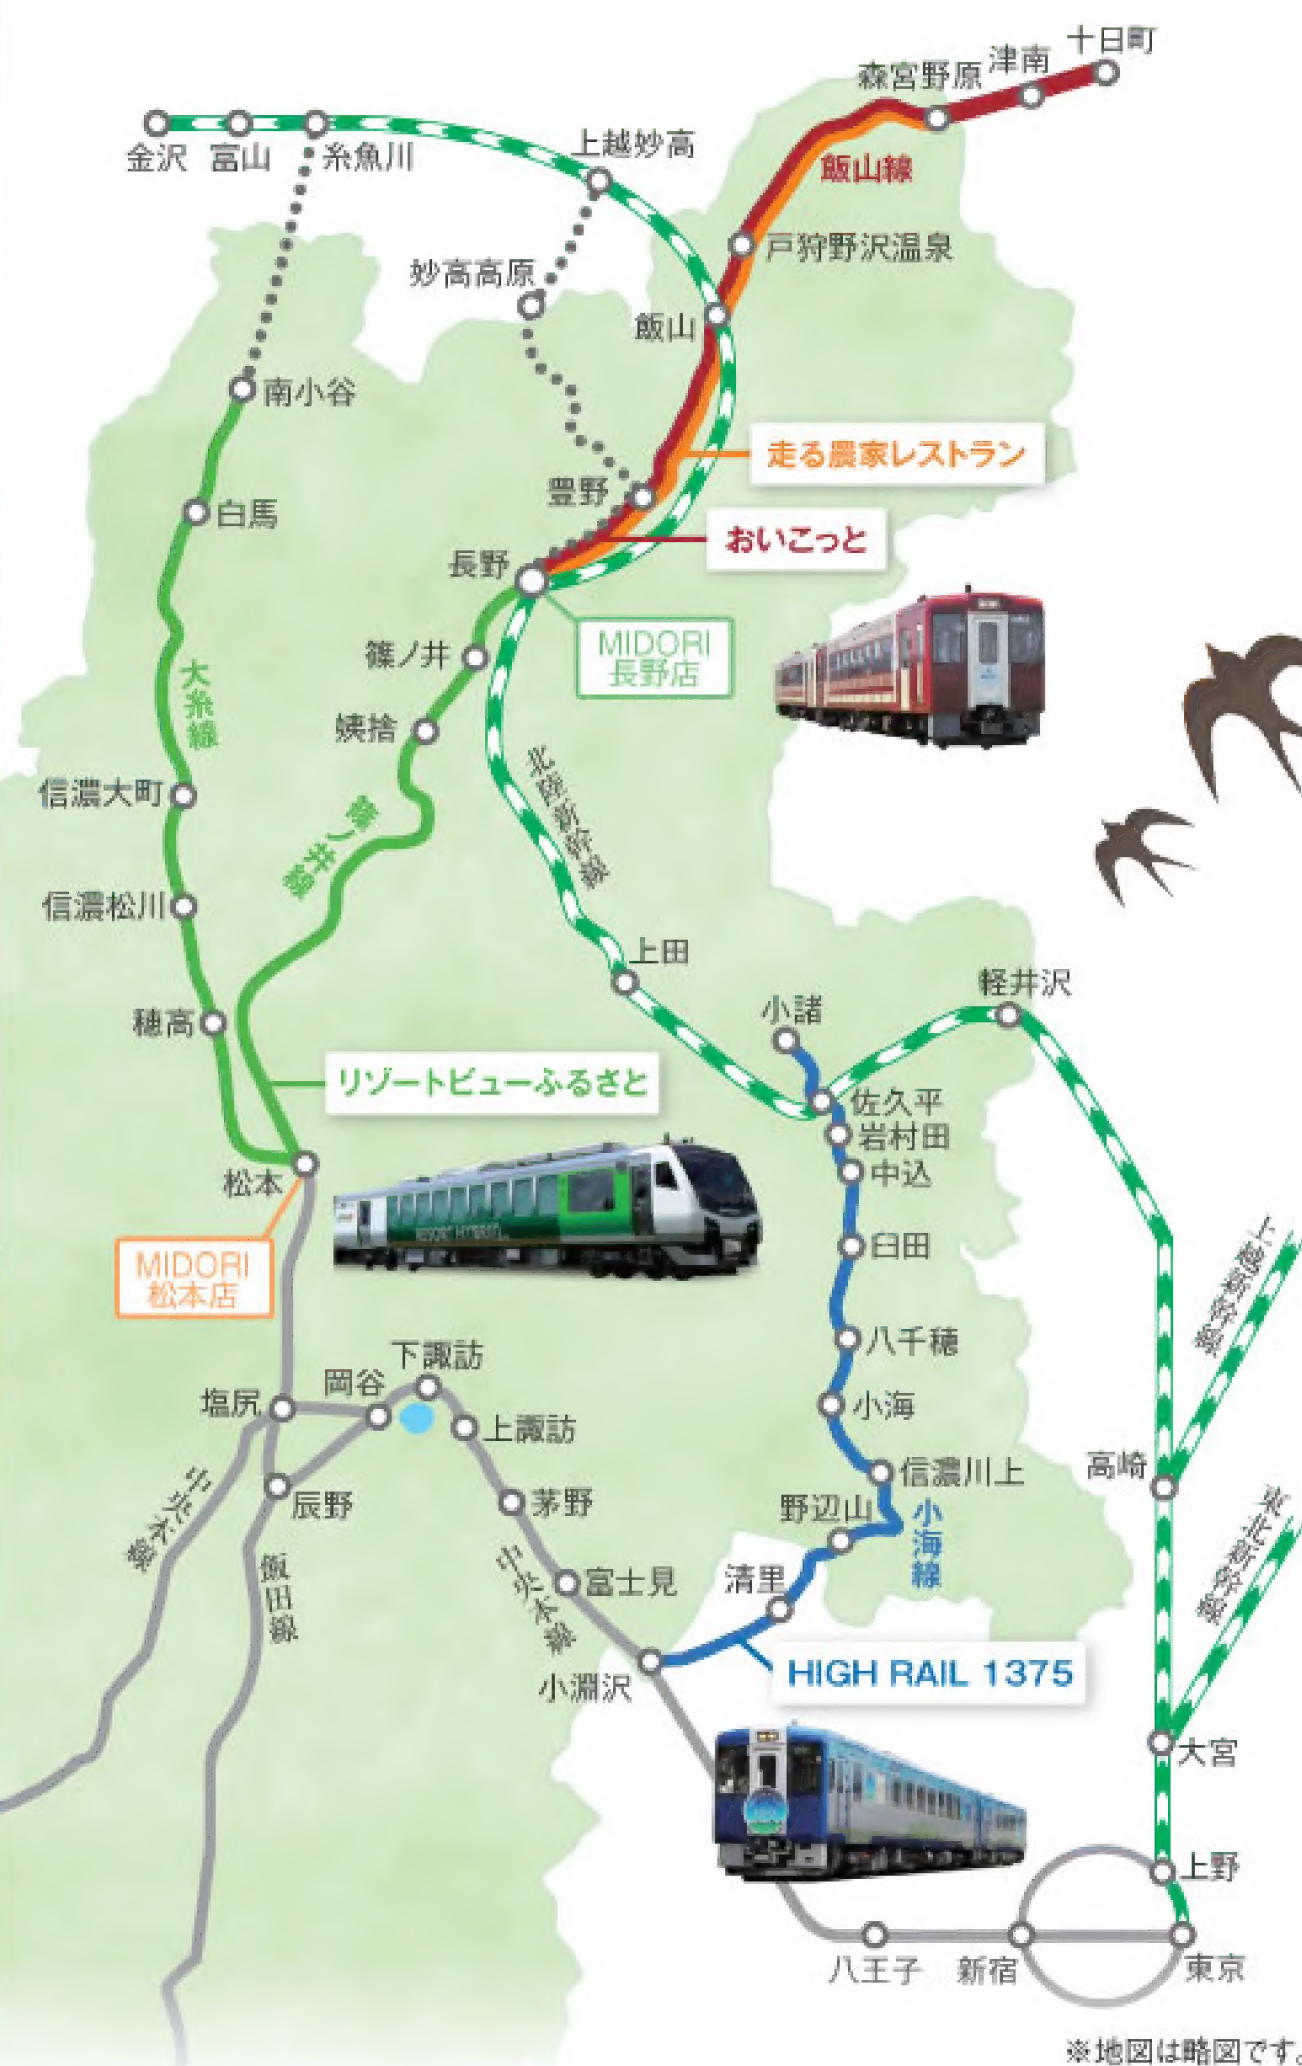 十日町
津南
森宮野原
金沢
富山
糸魚川
上越妙高
飯山線
戸狩野沢温泉
妙高高原
飯山
南小谷
走る農家レストラン
豊野
白馬
おいこっと
長野
MIDORI
長野店
篠ノ井
大糸線
姨捨
北陸新幹線
信濃大町
篠ノ井線
信濃松川
上田
軽井沢
小諸
穂高
リゾートビューふるさと
佐久平
岩村田
中込
松本
RESORT HYBRID
臼田
上越新幹線
MIDORI
松本店
八千穂
下諏訪
岡谷
塩尻
小海
上諏訪
高崎
信濃川上
中央本線
辰野
茅野
野辺山
小海線
東北新幹線
飯田線
中央本線
富士見
清里
小淵沢
HIGH RAIL 1375
大宮
上野
八王子
新宿
東京
※地図は略図です。